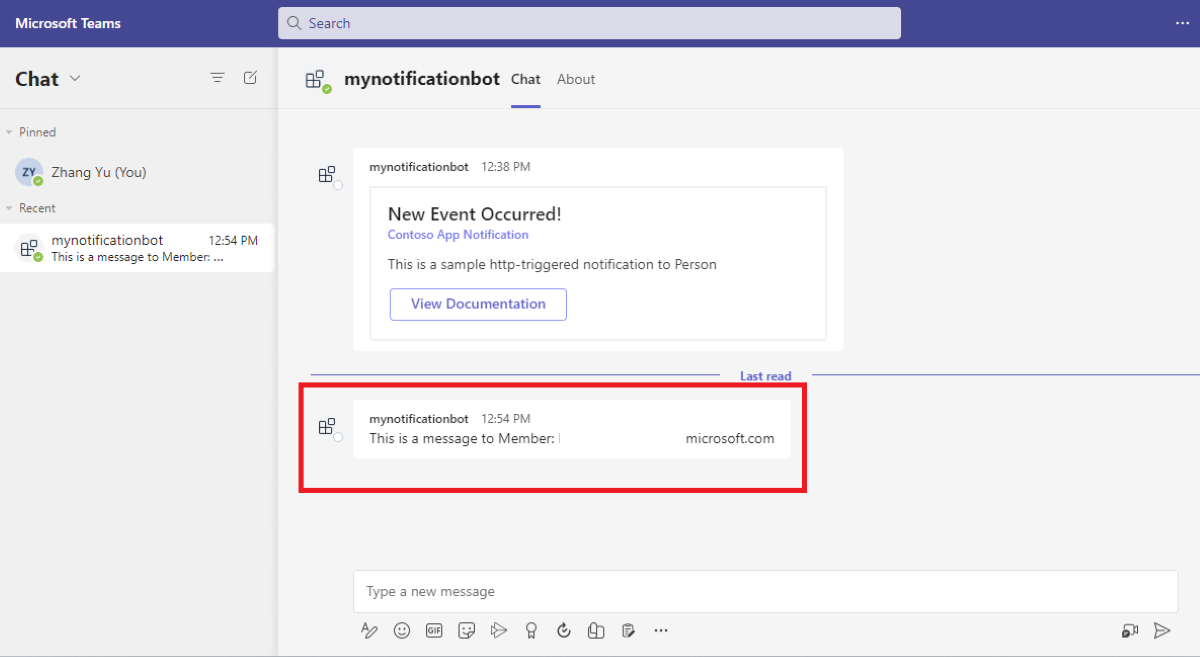 Microsoft Teams
Search
Chat
Pinned
ZY
Zhang Yu (You)
Recent
mynotificationbot 12:54 PM
This is a message to Member: ...
mynotificationbot Chat About
mynotificationbot 12:38 PM
New Event Occurred!
Contoso App Notification
This is a sample http-triggered notification to Person
View Documentation
Last read
mynotificationbot 12:54 PM
This is a message to Member: microsoft.com
Type a new message
GIF